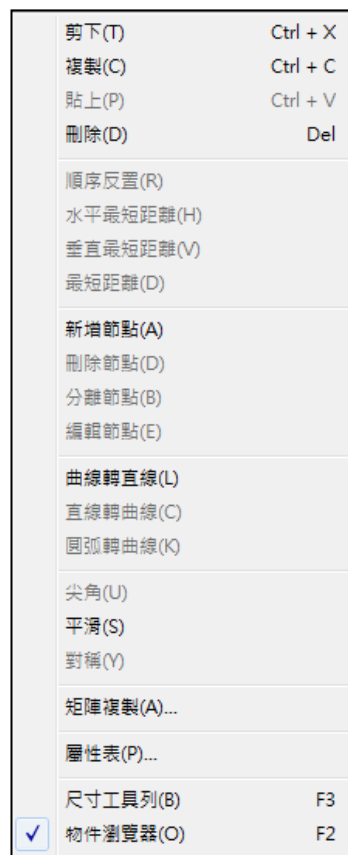 剪下(T) Ctrl + X
複製(C) Ctrl + C
貼上(P) Ctrl + V
刪除(D) Del
順序反置(R)
水平最短距離(H)
垂直最短距離(V)
最短距離(D)
新增節點(A)
刪除節點(D)
分離節點(B)
編輯節點(E)
曲線轉直線(L)
直線轉曲線(C)
圓弧轉曲線(K)
尖角(U)
平滑(S)
對稱(Y)
矩陣複製(A)...
屬性表(P)...
尺寸工具列(B) F3
物件瀏覽器(O) F2